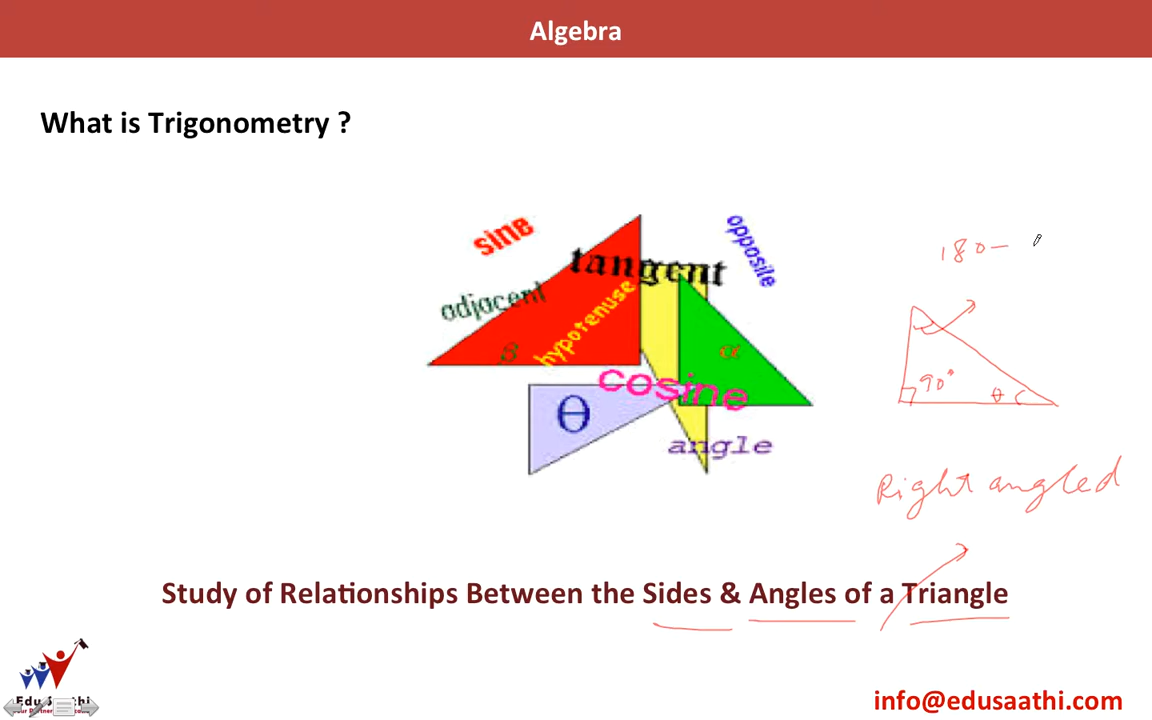 Algebra
What is Trigonometry ?
sine
opposite
tangent
adjacent
hypotenuse
α
cosine
θ
angle
180-
90°
θ
Right angled
Study of Relationships Between the Sides & Angles of a Triangle
info@edusaathi.com